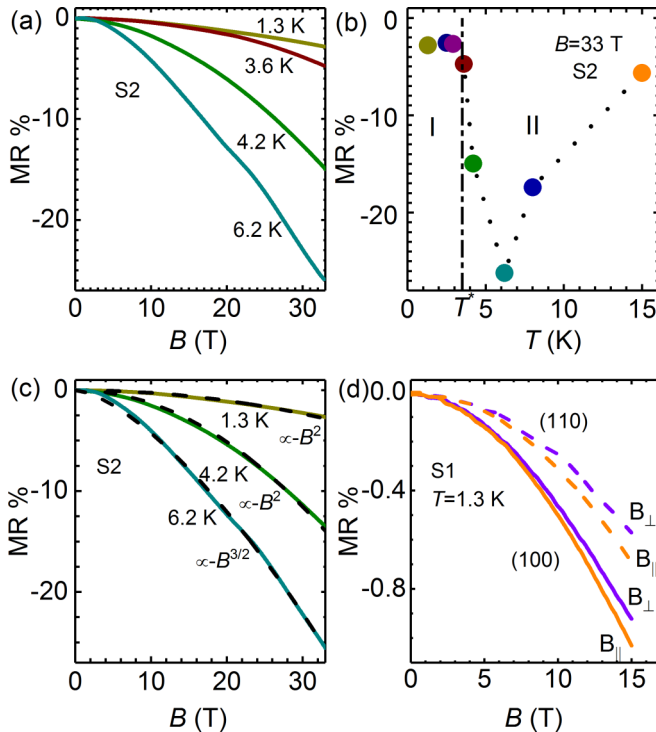 (a)
0
-10
-20
MR %
S2
1.3 K
3.6 K
4.2 K
6.2 K
0 10 20 30
B (T)
(b)
0
-10
-20
MR %
B=33 T
S2
I
II
0 T* 5 10 15
T (K)
(c)
0
-10
-20
MR %
S2
1.3 K
∝-B²
4.2 K
∝-B²
6.2 K
∝-B^3/2
0 10 20 30
B (T)
(d)
0.0
-0.4
-0.8
MR %
(110)
S1
T=1.3 K
B⊥
B||
(100)
B⊥
B||
0 5 10 15
B (T)